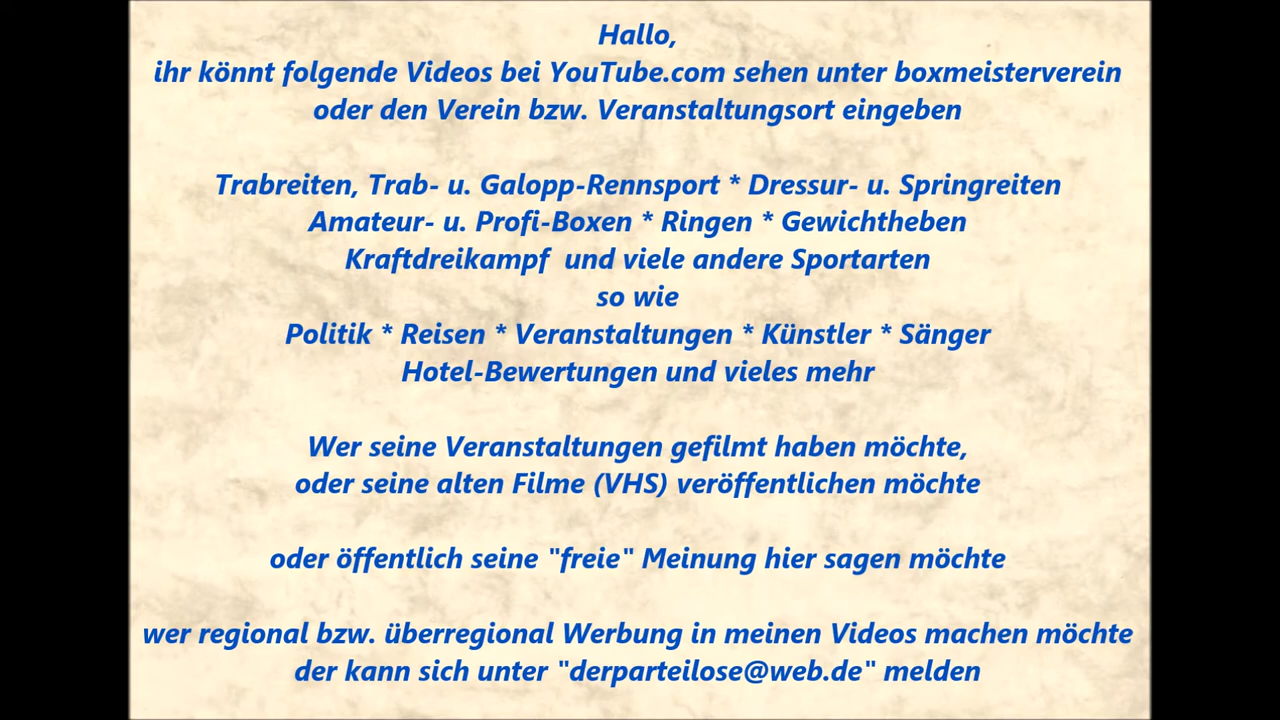 Hallo,
ihr könnt folgende Videos bei YouTube.com sehen unter boxmeisterverein
oder den Verein bzw. Veranstaltungsort eingeben
Trabreiten, Trab- u. Galopp-Rennsport * Dressur- u. Springreiten
Amateur- u. Profi-Boxen * Ringen * Gewichtheben
Kraftdreikampf  und viele andere Sportarten
so wie
Politik * Reisen * Veranstaltungen * Künstler * Sänger
Hotel-Bewertungen und vieles mehr
Wer seine Veranstaltungen gefilmt haben möchte,
oder seine alten Filme (VHS) veröffentlichen möchte
oder öffentlich seine "freie" Meinung hier sagen möchte
wer regional bzw. überregional Werbung in meinen Videos machen möchte
der kann sich unter "derparteilose@web.de" melden